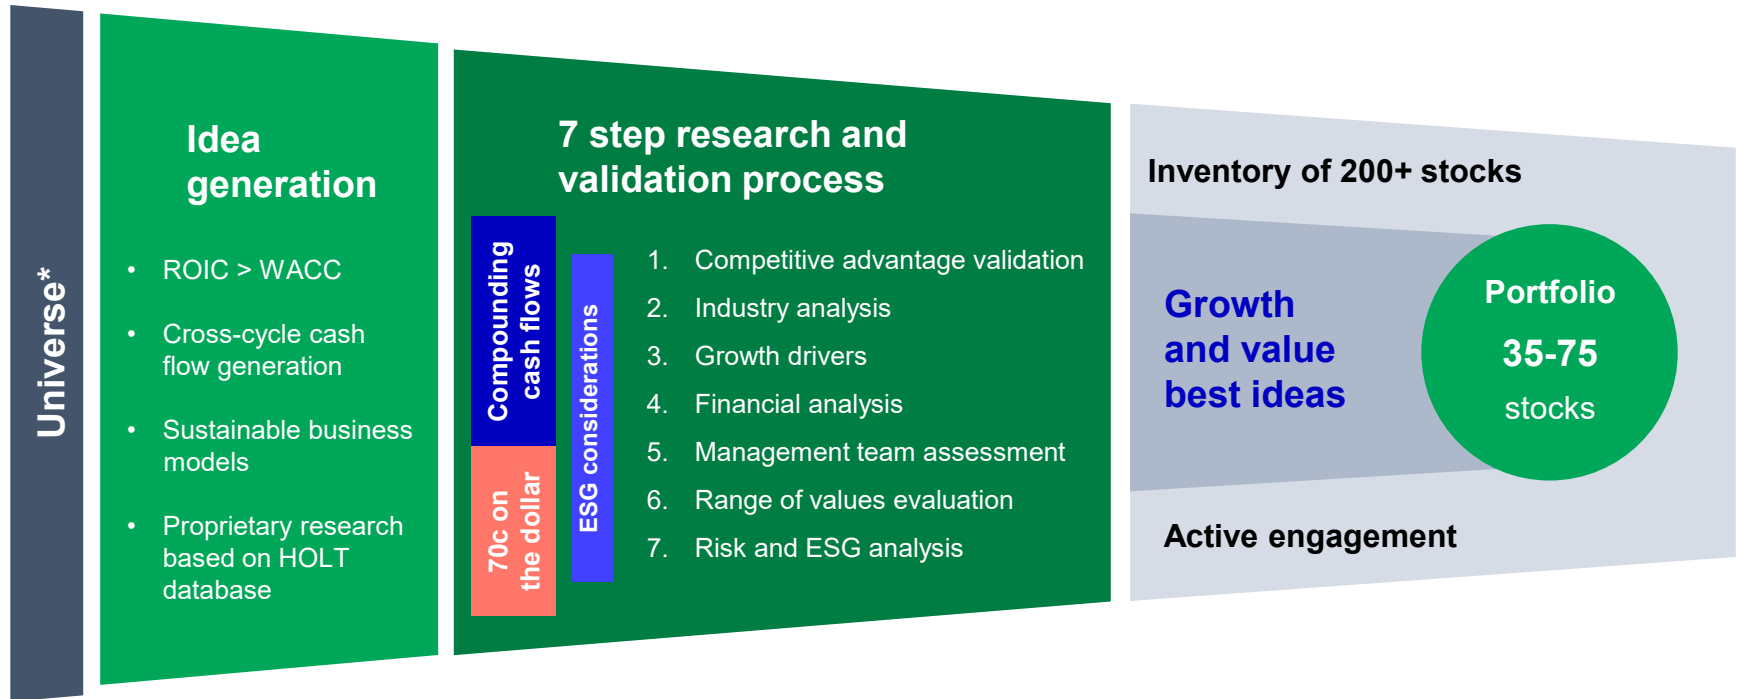 Universe*
Idea
generation
• ROIC > WACC
• Cross-cycle cash
flow generation
• Sustainable business
models
• Proprietary research
based on HOLT
database
7 step research and
validation process
Compounding
cash flows
70c on
the dollar
ESG considerations
1. Competitive advantage validation
2. Industry analysis
3. Growth drivers
4. Financial analysis
5. Management team assessment
6. Range of values evaluation
7. Risk and ESG analysis
Inventory of 200+ stocks
Growth
and value
best ideas
Portfolio
35-75
stocks
Active engagement